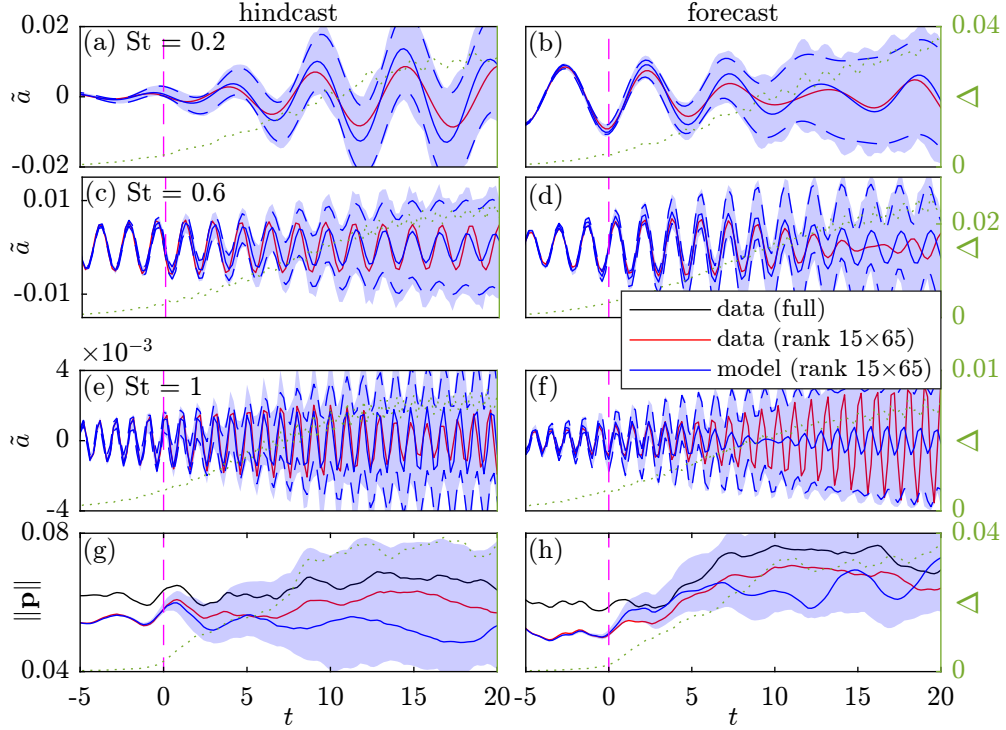 hindcast forecast
0.02 0.04
(a) St = 0.2 (b)
ã 0 ◁
-0.02 0
0.01 (c) St = 0.6 (d)
0.02
ã ◁
-0.01
0
data (full)
data (rank 15×65)
model (rank 15×65)
×10⁻³
4 0.01
(e) St = 1 (f)
ã 0 ◁
-4 0
0.08 0.04
(g) (h)
‖p‖ ◁
0.04 0
-5 0 5 10 15 20 -5 0 5 10 15 20
t t